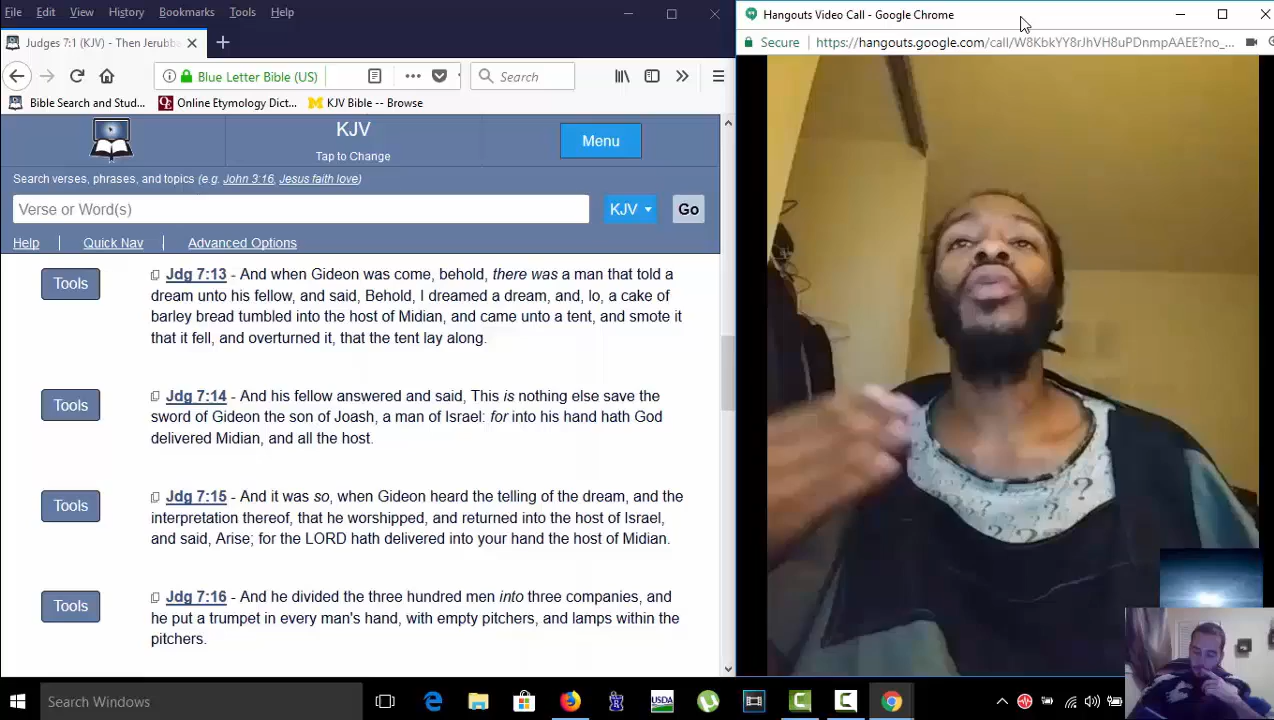 File Edit View History Bookmarks Tools Help
Judges 7:1 (KJV) - Then Jerubba
Blue Letter Bible (US)
Search
Bible Search and Stud... Online Etymology Dict... KJV Bible -- Browse
KJV
Tap to Change
Menu
Search verses, phrases, and topics (e.g. John 3:16, Jesus faith love)
Verse or Word(s)
KJV
Go
Help Quick Nav Advanced Options
Tools
Jdg 7:13 - And when Gideon was come, behold, there was a man that told a
dream unto his fellow, and said, Behold, I dreamed a dream, and, lo, a cake of
barley bread tumbled into the host of Midian, and came unto a tent, and smote it
that it fell, and overturned it, that the tent lay along.
Tools
Jdg 7:14 - And his fellow answered and said, This is nothing else save the
sword of Gideon the son of Joash, a man of Israel: for into his hand hath God
delivered Midian, and all the host.
Tools
Jdg 7:15 - And it was so, when Gideon heard the telling of the dream, and the
interpretation thereof, that he worshipped, and returned into the host of Israel,
and said, Arise; for the LORD hath delivered into your hand the host of Midian.
Tools
Jdg 7:16 - And he divided the three hundred men into three companies, and
he put a trumpet in every man's hand, with empty pitchers, and lamps within the
pitchers.
Hangouts Video Call - Google Chrome
Secure https://hangouts.google.com/call/W8KbkYY8rJhVH8uPDnmpAAEE?no_...
Search Windows
USDA